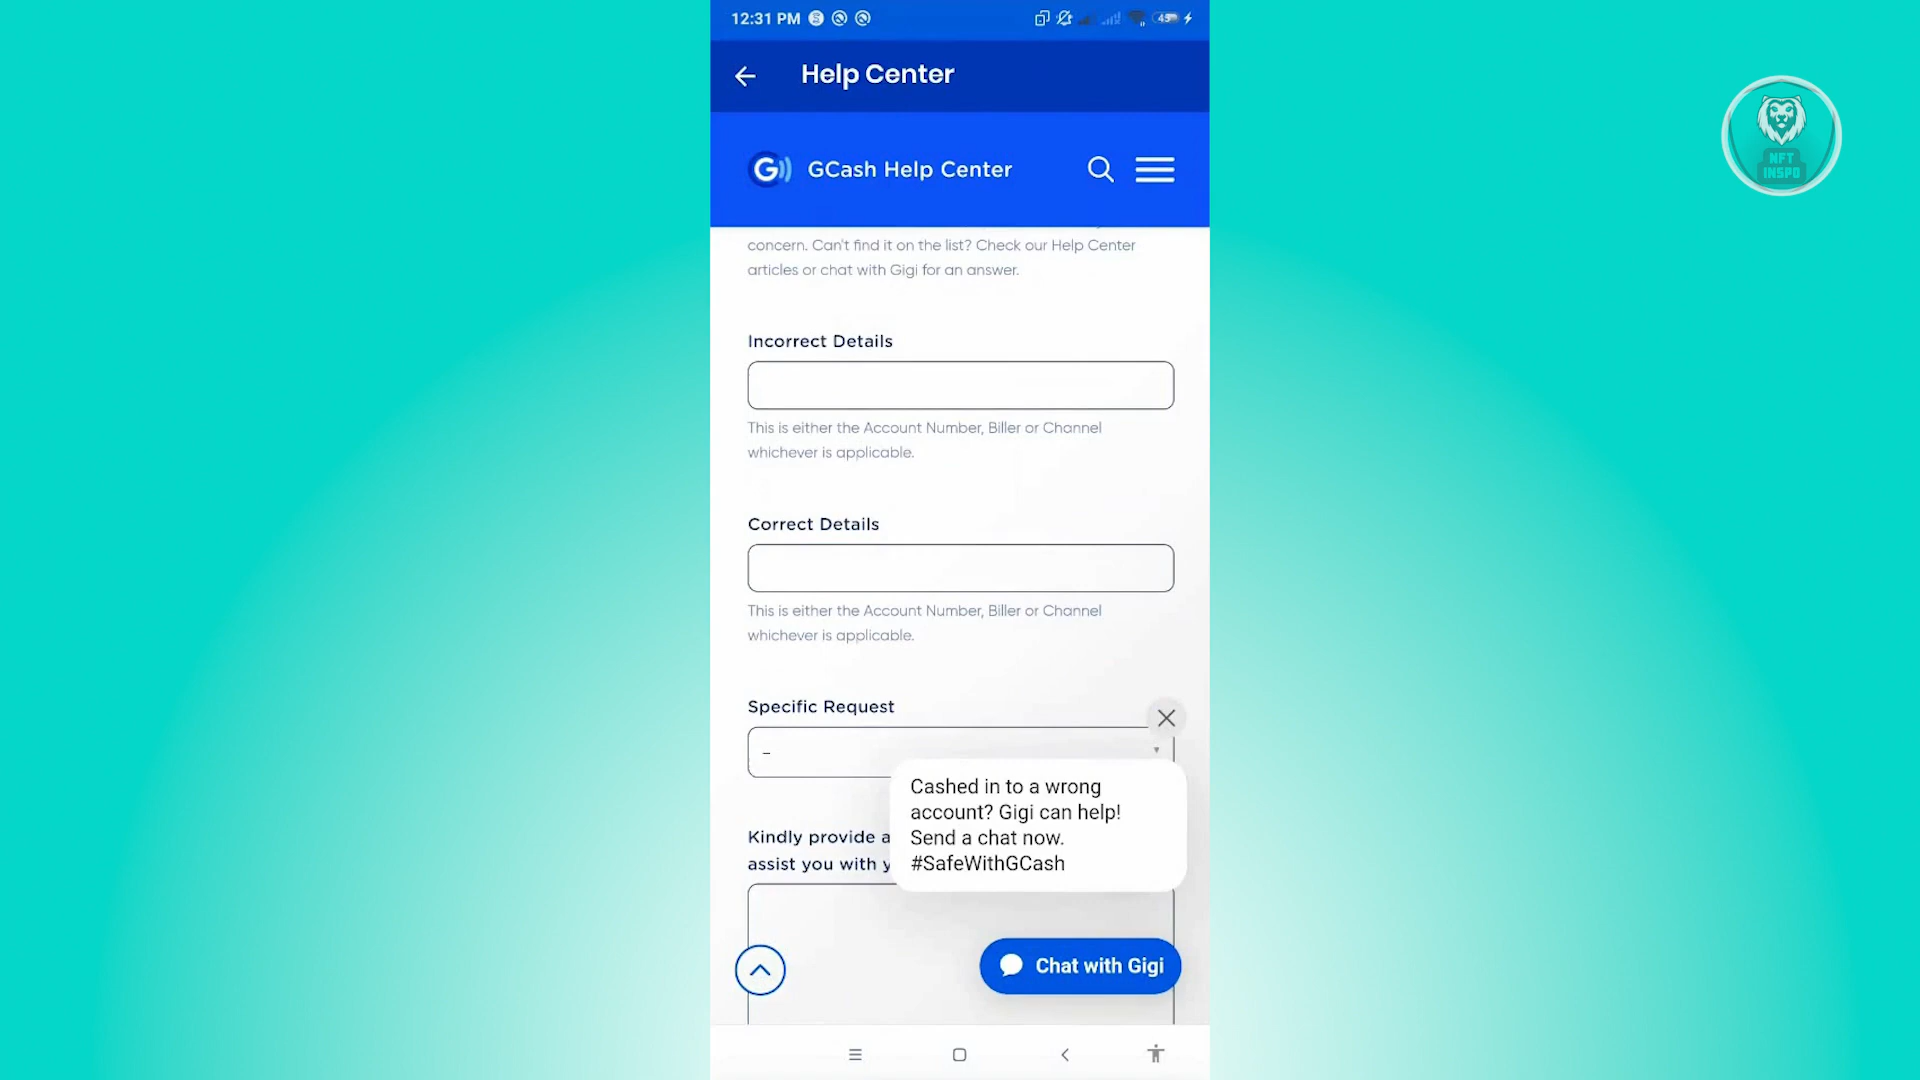 12:31 PM
45
Help Center
GCash Help Center
concern. Can't find it on the list? Check our Help Center
articles or chat with Gigi for an answer.
Incorrect Details
This is either the Account Number, Biller or Channel
whichever is applicable.
Correct Details
This is either the Account Number, Biller or Channel
whichever is applicable.
Specific Request
–
Cashed in to a wrong
account? Gigi can help!
Send a chat now.
#SafeWithGCash
Kindly provide a
assist you with y
Chat with Gigi
NFT
INSPO